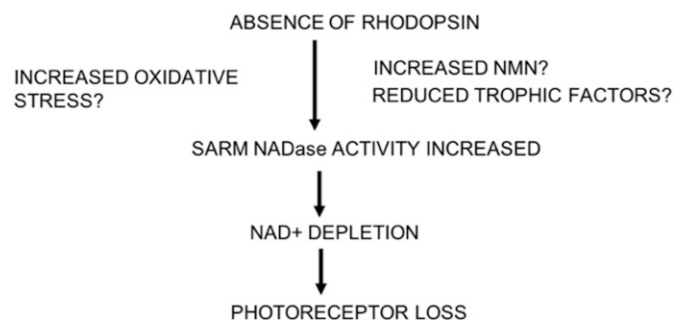 ABSENCE OF RHODOPSIN
INCREASED OXIDATIVE
STRESS?
INCREASED NMN?
REDUCED TROPHIC FACTORS?
SARM NADase ACTIVITY INCREASED
NAD+ DEPLETION
PHOTORECEPTOR LOSS